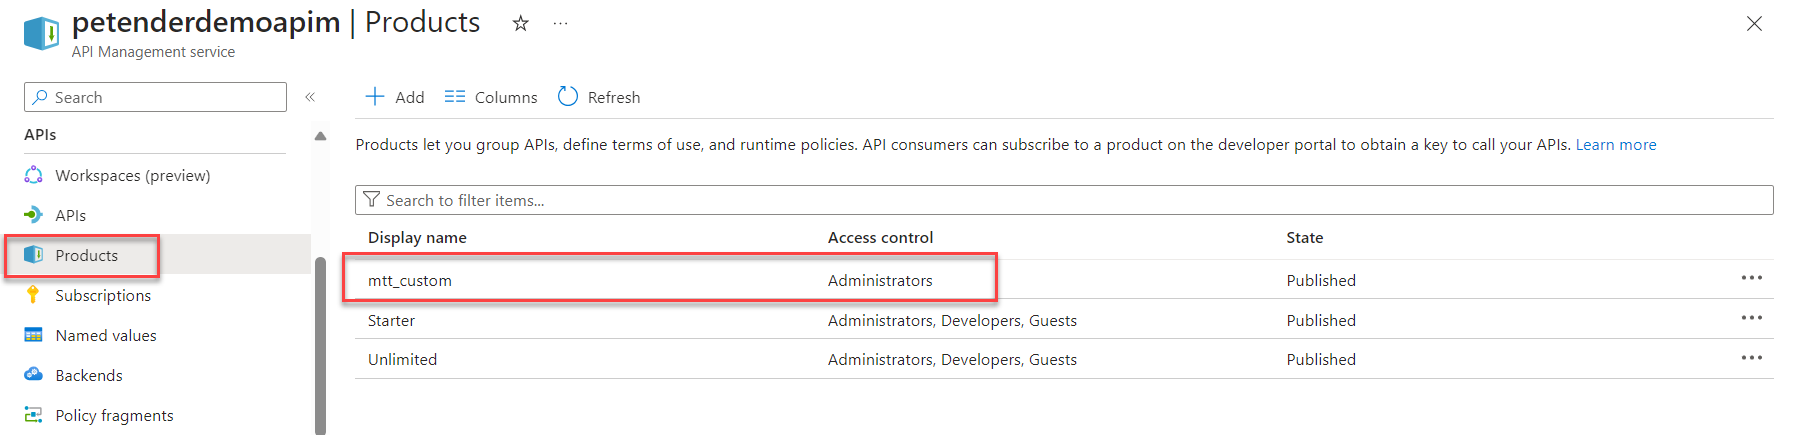 petenderdemoapim | Products
API Management service
Search
Add Columns Refresh
APIs
Products let you group APIs, define terms of use, and runtime policies. API consumers can subscribe to a product on the developer portal to obtain a key to call your APIs. Learn more
Workspaces (preview)
Search to filter items...
APIs
Display name Access control State
Products
mtt_custom Administrators Published
Subscriptions
Starter Administrators, Developers, Guests Published
Named values
Unlimited Administrators, Developers, Guests Published
Backends
Policy fragments